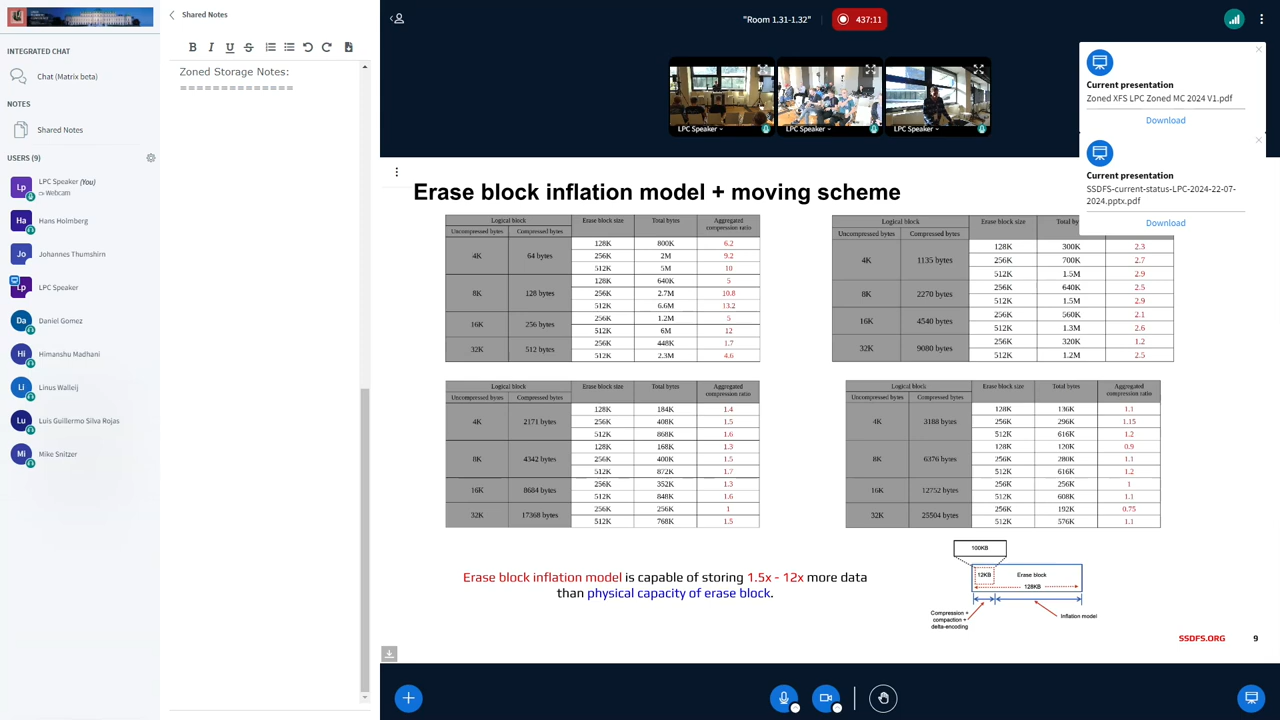 INTEGRATED CHAT
Chat (Matrix beta)
NOTES
Shared Notes
USERS (9)
Lp LPC Speaker (You)
Webcam
Ha Hans Holmberg
Jo Johannes Thumshirn
Lp LPC Speaker
Da Daniel Gomez
Hi Himanshu Madhani
Li Linus Walleij
Lu Luis Guillermo Silva Rojas
Mi Mike Snitzer
Shared Notes
B I U S
Zoned Storage Notes:
=============
"Room 1.31-1.32"
437:11
LPC Speaker
LPC Speaker
LPC Speaker
Current presentation
Zoned XFS LPC Zoned MC 2024 V1.pdf
Download
Current presentation
SSDFS-current-status-LPC-2024-22-07-
2024.pptx.pdf
Download
Erase block inflation model + moving scheme
Logical block Erase block size Total bytes Aggregated compression ratio
Uncompressed bytes Compressed bytes
4K 64 bytes 128K 800K 6.2
256K 2M 9.2
512K 5M 10
8K 128 bytes 128K 640K 5
256K 2.7M 10.8
512K 6.6M 13.2
16K 256 bytes 256K 1.2M 5
512K 6M 12
32K 512 bytes 256K 448K 1.7
512K 2.3M 4.6
Logical block Erase block size Total by
Uncompressed bytes Compressed bytes
4K 1135 bytes 128K 300K 2.3
256K 700K 2.7
512K 1.5M 2.9
8K 2270 bytes 256K 640K 2.5
512K 1.5M 2.9
16K 4540 bytes 256K 560K 2.1
512K 1.3M 2.6
32K 9080 bytes 256K 320K 1.2
512K 1.2M 2.5
Logical block Erase block size Total bytes Aggregated compression ratio
Uncompressed bytes Compressed bytes
4K 2171 bytes 128K 184K 1.4
256K 408K 1.5
512K 868K 1.6
8K 4342 bytes 128K 168K 1.3
256K 400K 1.5
512K 872K 1.7
16K 8684 bytes 256K 352K 1.3
512K 848K 1.6
32K 17368 bytes 256K 256K 1
512K 768K 1.5
Logical block Erase block size Total bytes Aggregated compression ratio
Uncompressed bytes Compressed bytes
4K 3188 bytes 128K 136K 1.1
256K 296K 1.15
512K 616K 1.2
8K 6376 bytes 128K 120K 0.9
256K 280K 1.1
512K 616K 1.2
16K 12752 bytes 256K 256K 1
512K 608K 1.1
32K 25504 bytes 256K 192K 0.75
512K 576K 1.1
Erase block inflation model is capable of storing 1.5x - 12x more data
than physical capacity of erase block.
100KB
12KB Erase block
128KB
Compression +
compaction +
delta-encoding
Inflation model
SSDFS.ORG 9